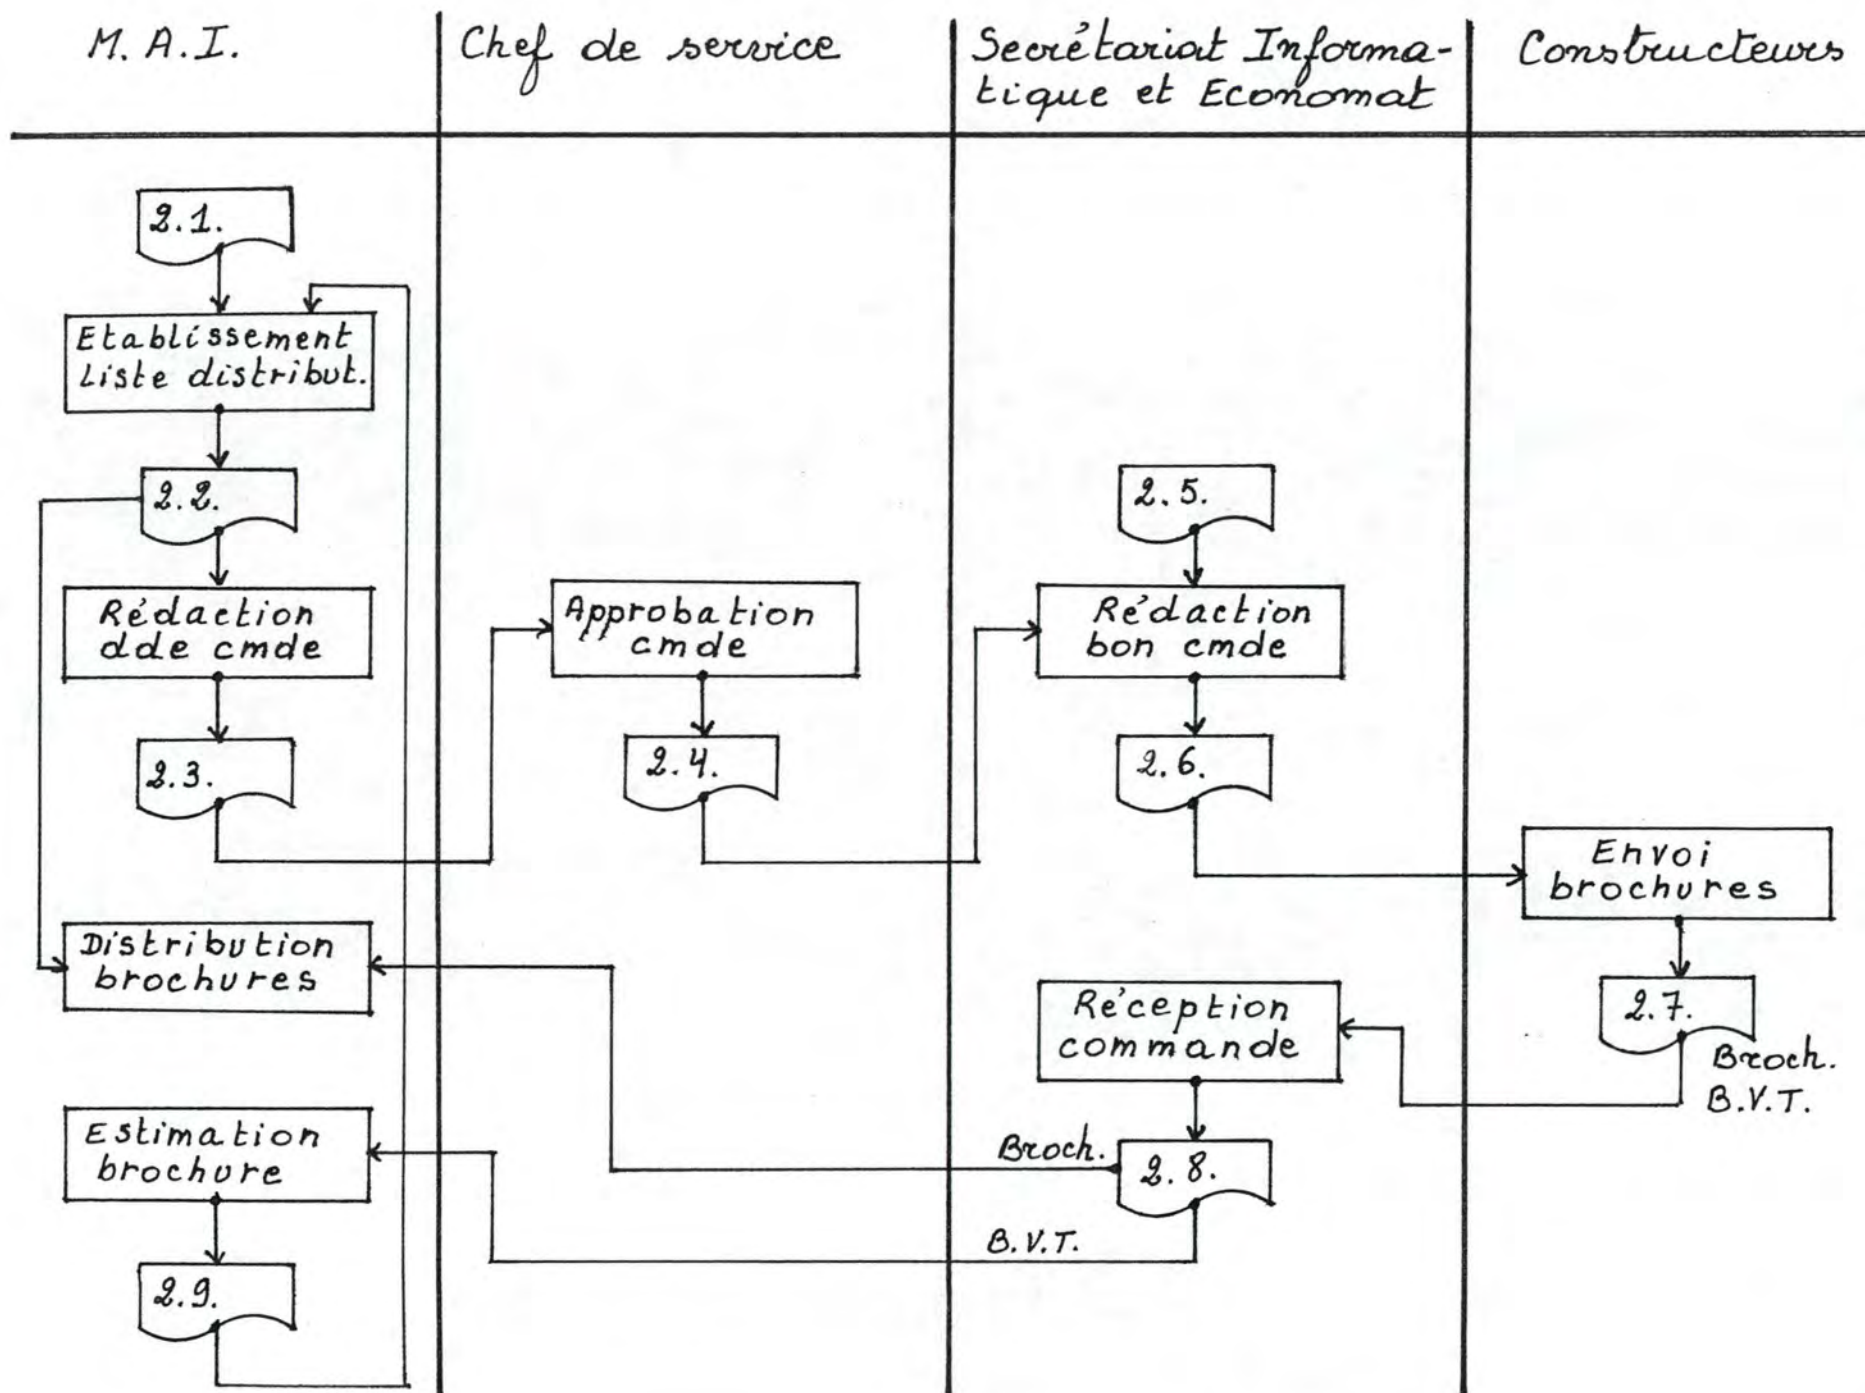 M.A.I.
Chef de service
Secrétariat Informa-
tique et Economat
Constructeurs
2.1.
Etablissement
Liste distribut.
2.2.
Rédaction
dde cmde
2.3.
Approbation
cmde
2.4.
2.5.
Rédaction
bon cmde
2.6.
Envoi
brochures
2.7.
Broch.
B.V.T.
Réception
commande
2.8.
Broch.
B.V.T.
Distribution
brochures
Estimation
brochure
2.9.